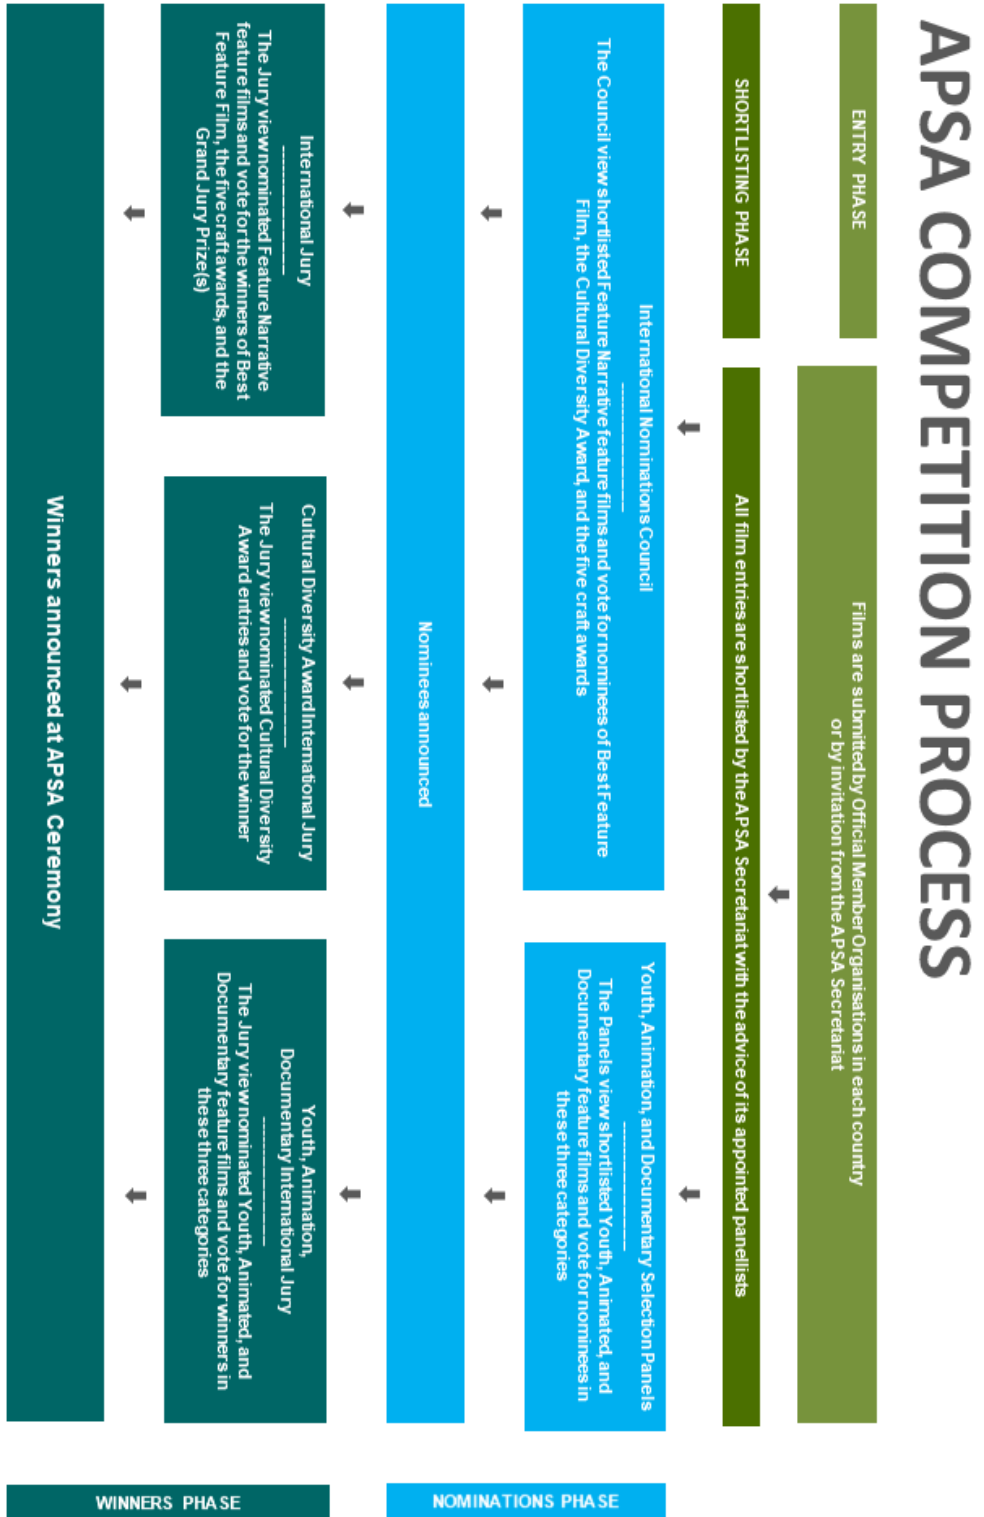 APSA COMPETITION PROCESS
ENTRY PHASE
Films are submitted by Official Member Organisations in each country
or by invitation from the APSA Secretariat
SHORTLISTING PHASE
All film entries are shortlisted by the APSA Secretariat with the advice of its appointed panellists
International Nominations Council
------------
The Council view shortlisted Feature Narrative feature films and vote for nominees of Best Feature
Film, the Cultural Diversity Award, and the five craft awards
Youth, Animation, and Documentary Selection Panels
------------
The Panels view shortlisted Youth, Animated, and
Documentary feature films and vote for nominees in
these three categories
NOMINATIONS PHASE
Nominees announced
International Jury
------------
The Jury view nominated Feature Narrative
feature films and vote for the winners of Best
Feature Film, the five craft awards, and the
Grand Jury Prize(s)
Cultural Diversity Award International Jury
------------
The Jury view nominated Cultural Diversity
Award entries and vote for the winner
Youth, Animation,
Documentary International Jury
------------
The Jury view nominated Youth, Animated, and
Documentary feature films and vote for winners in
these three categories
WINNERS PHASE
Winners announced at APSA Ceremony